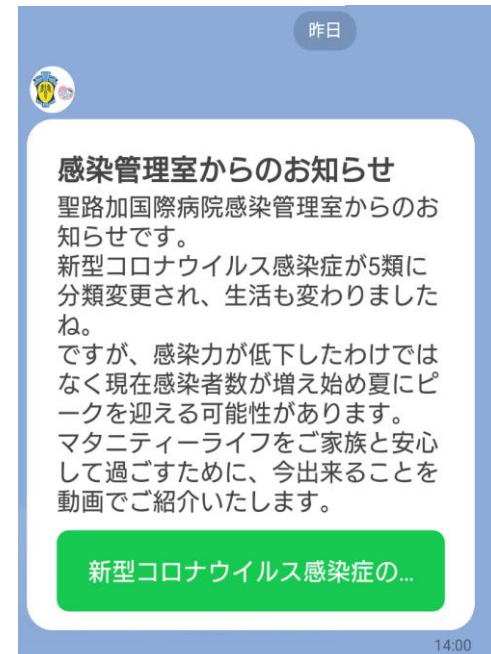 昨日
感染管理室からのお知らせ
聖路加国際病院感染管理室からのお
知らせです。
新型コロナウイルス感染症が5類に
分類変更され、生活も変わりました
ね。
ですが、感染力が低下したわけでは
なく現在感染者数が増え始め夏にピ
ークを迎える可能性があります。
マタニティーライフをご家族と安心
して過ごすために、今出来ることを
動画でご紹介いたします。
新型コロナウイルス感染症の...
14:00